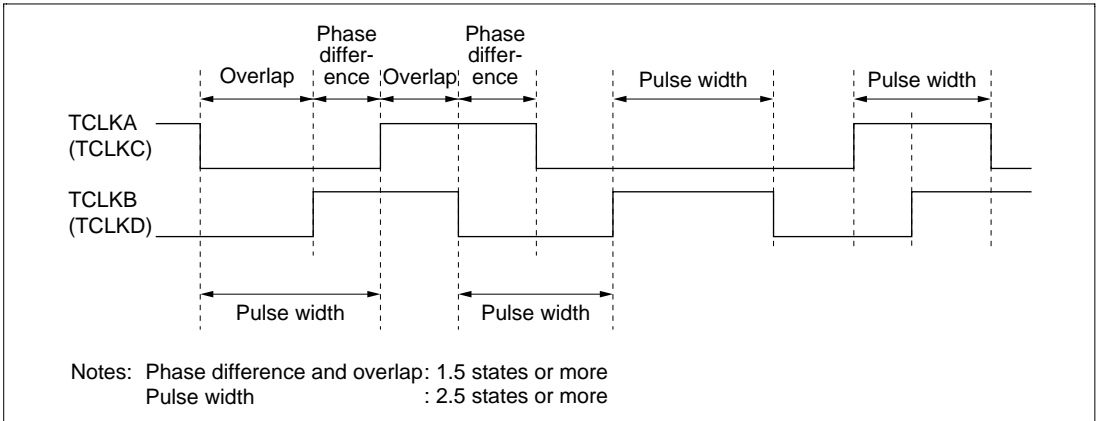 Phase
differ-
ence
Phase
differ-
ence
Overlap
Overlap
Pulse width
Pulse width
TCLKA
(TCLKC)
TCLKB
(TCLKD)
Pulse width
Pulse width
Notes: Phase difference and overlap : 1.5 states or more
Pulse width : 2.5 states or more